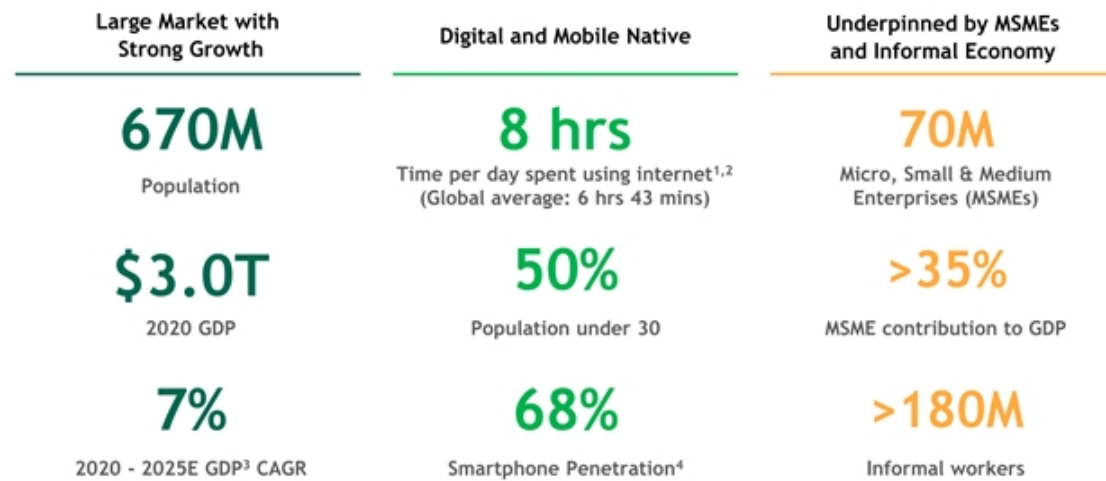 Large Market with
Strong Growth
670M
Population
$3.0T
2020 GDP
7%
2020 - 2025E GDP³ CAGR
Digital and Mobile Native
8 hrs
Time per day spent using internet¹,²
(Global average: 6 hrs 43 mins)
50%
Population under 30
68%
Smartphone Penetration⁴
Underpinned by MSMEs
and Informal Economy
70M
Micro, Small & Medium
Enterprises (MSMEs)
>35%
MSME contribution to GDP
>180M
Informal workers